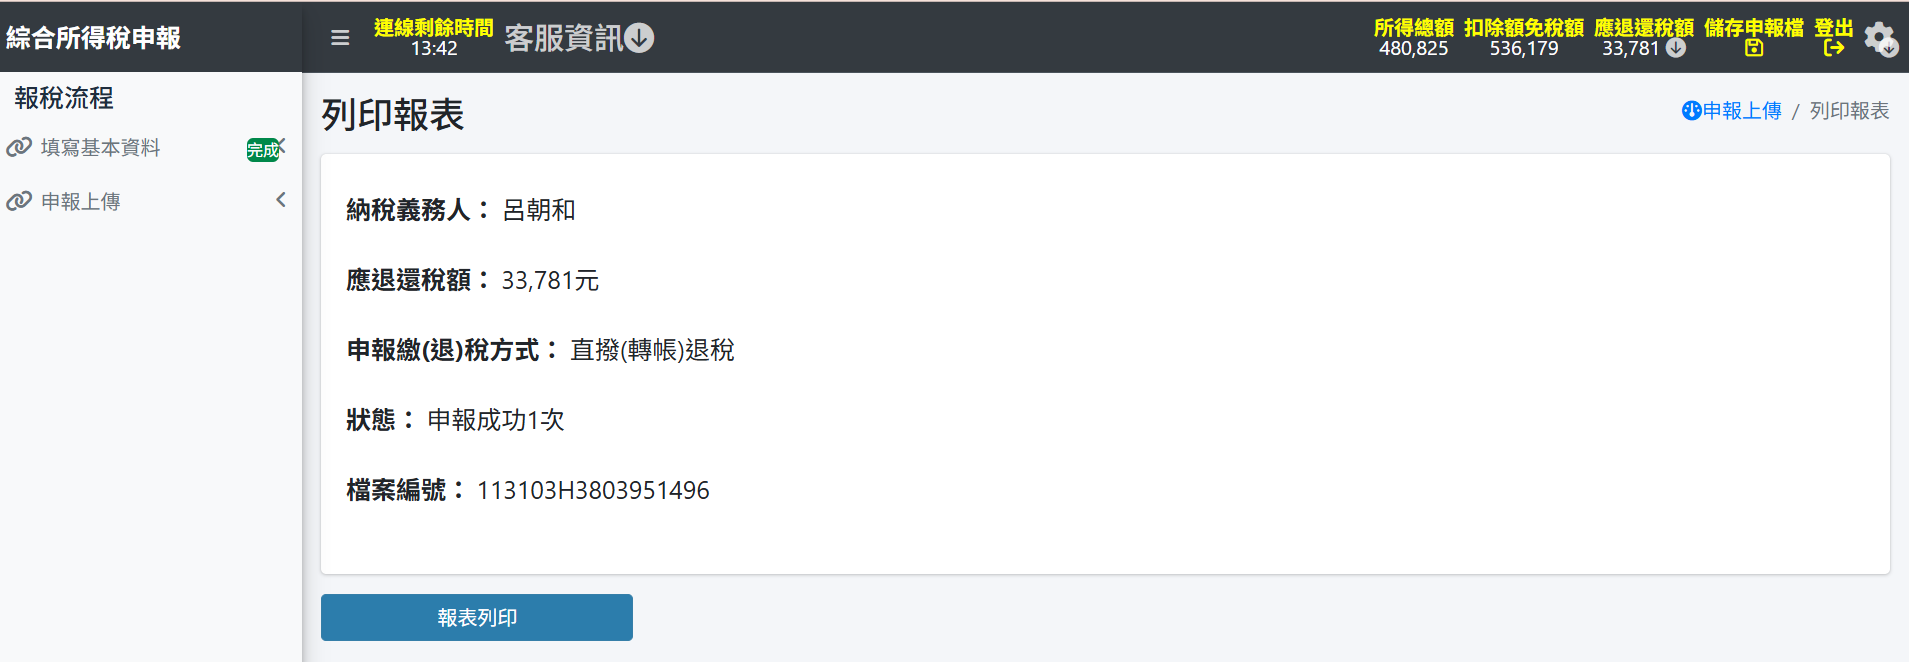 綜合所得稅申報
連線剩餘時間
13:42
客服資訊
所得總額
480,825
扣除額免稅額
536,179
應退還稅額
33,781
儲存申報檔
登出
報稅流程
填寫基本資料
完成
申報上傳
列印報表
申報上傳 / 列印報表
納稅義務人： 呂朝和
應退還稅額： 33,781元
申報繳(退)稅方式： 直撥(轉帳)退稅
狀態： 申報成功1次
檔案編號： 113103H3803951496
報表列印